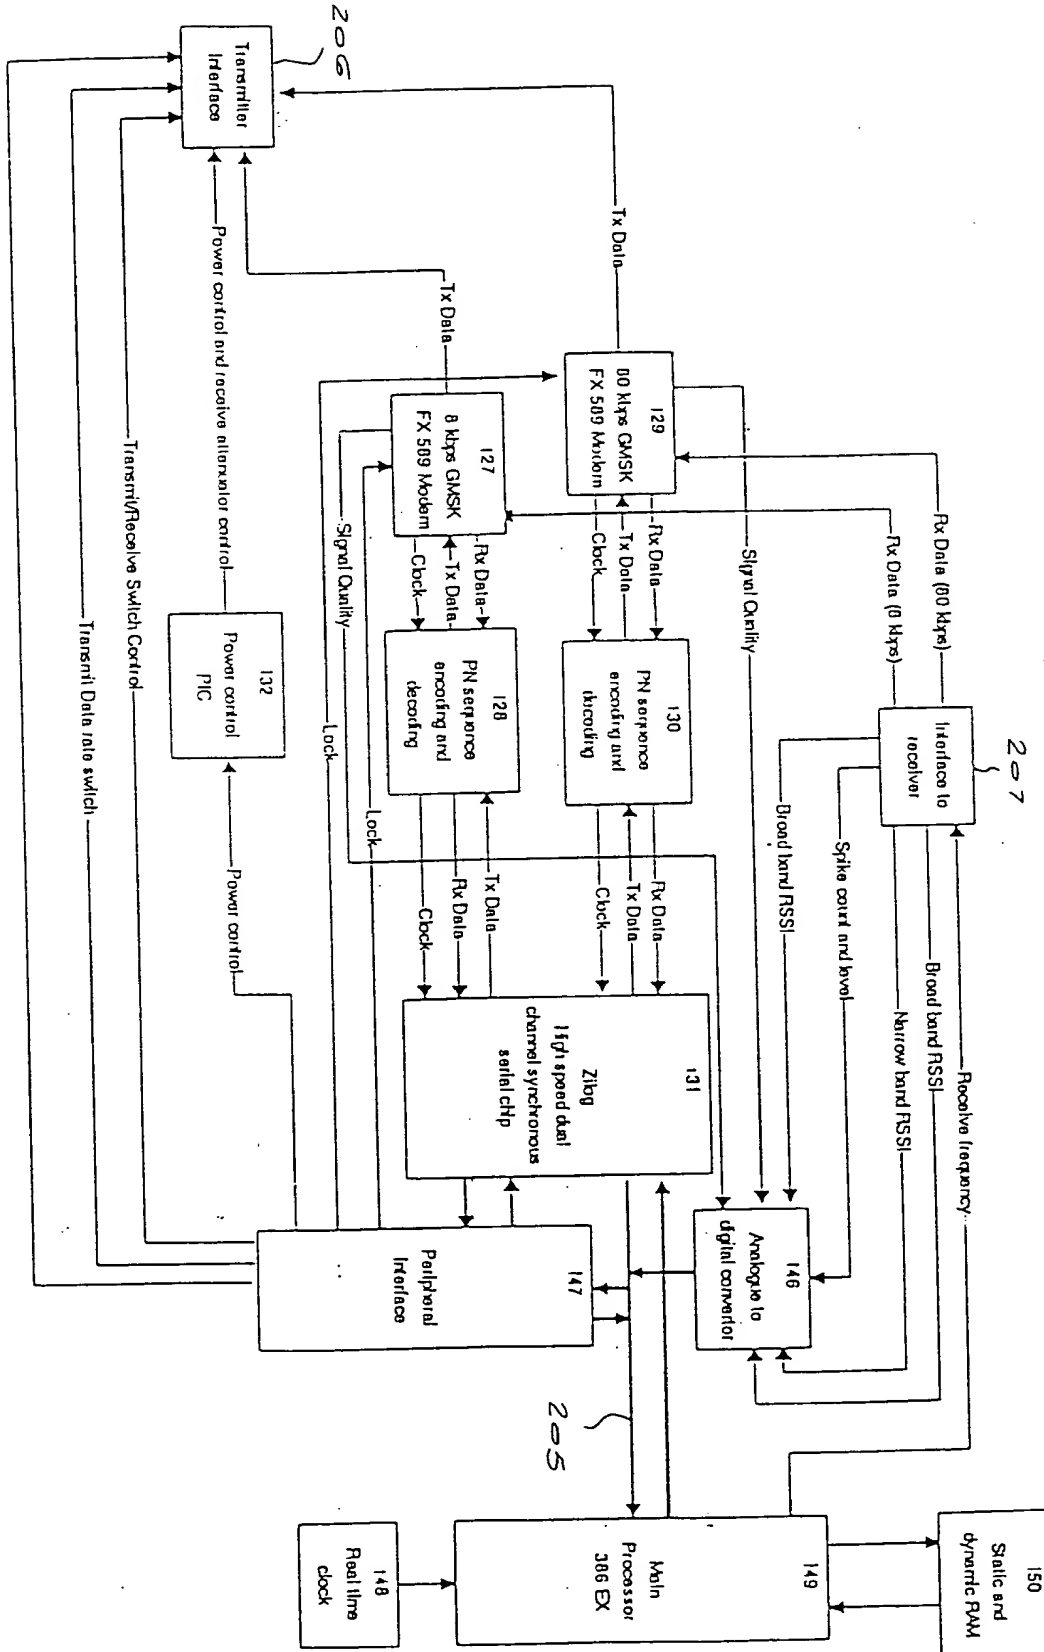 206
Transmitter
Interface
Tx Data
Tx Data
Power control and receive attenuator control
Transmit/Receive Switch Control
Transmit Data rate switch
129
80 kbps GMSK
FX 589 Modem
127
8 kbps GMSK
FX 589 Modem
Rx Data (80 kbps)
Rx Data (8 kbps)
Signal Quality
Rx Data
Tx Data
Clock
Rx Data
Tx Data
Clock
Signal Quality
Lock
Lock
132
Power control
PIC
Power control
130
PN sequence
encoding and
decoding
128
PN sequence
encoding and
decoding
207
Interface to
receiver
Broad band RSSI
Spike count and level
Narrow band RSSI
Broad band RSSI
Receive frequency
Rx Data
Tx Data
Clock
Tx Data
Rx Data
Clock
131
Zilog
High speed dual
channel synchronous
serial chip
146
Analogue to
digital convertor
147
Peripheral
Interface
205
150
Static and
dynamic RAM
149
Main
Processor
386 EX
148
Real time
clock